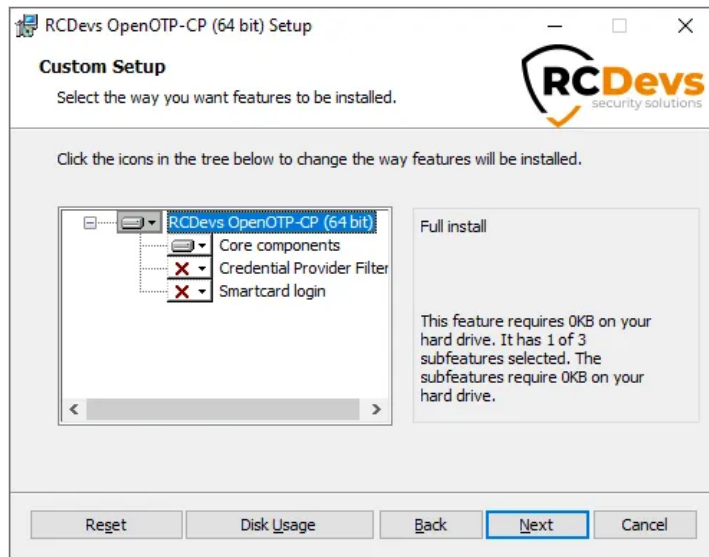 RCDevs OpenOTP-CP (64 bit) Setup
Custom Setup
Select the way you want features to be installed.
RCDevs
security solutions
Click the icons in the tree below to change the way features will be installed.
RCDevs OpenOTP-CP (64 bit)
Core components
Credential Provider Filter
Smartcard login
Full install
This feature requires 0KB on your
hard drive. It has 1 of 3
subfeatures selected. The
subfeatures require 0KB on your
hard drive.
Reset
Disk Usage
Back
Next
Cancel